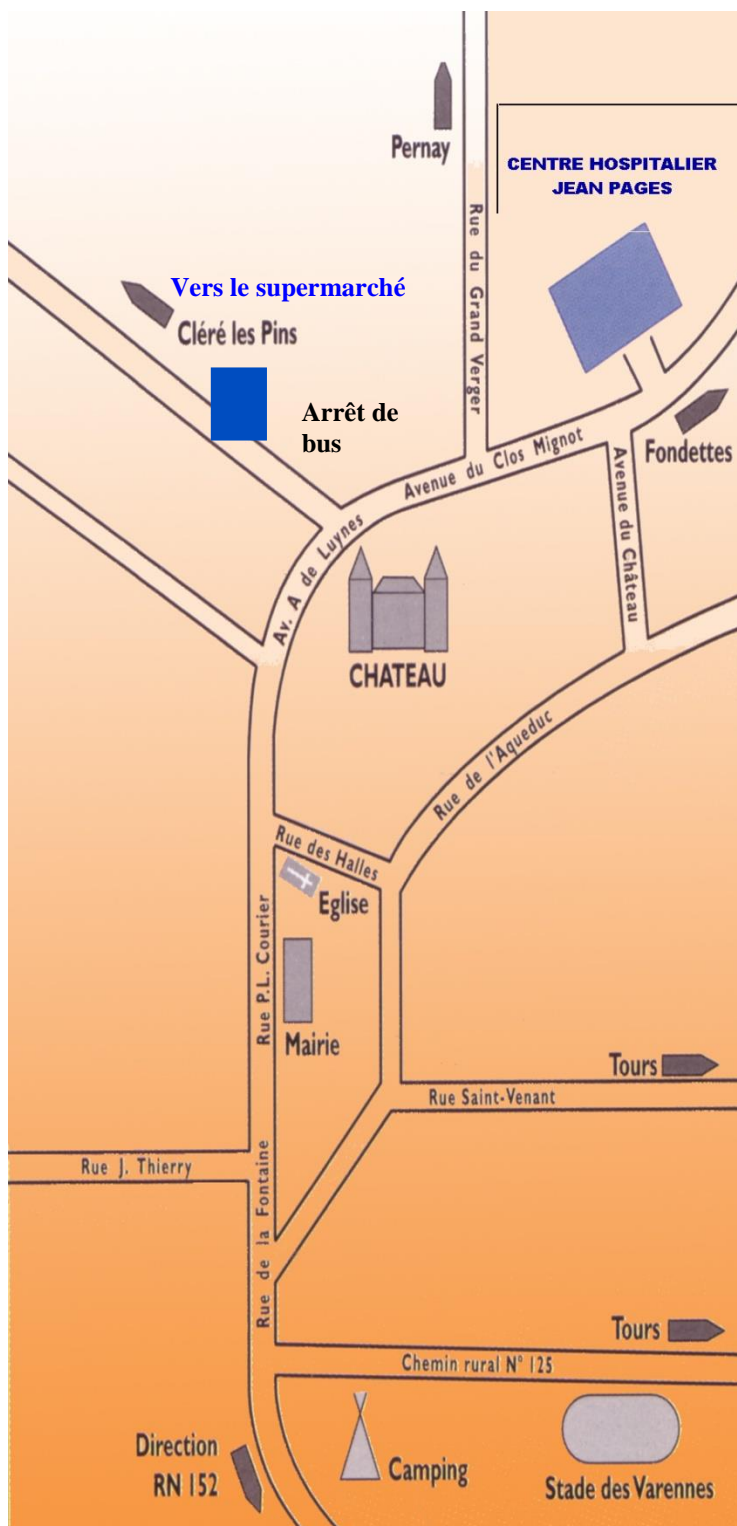 Pernay
CENTRE HOSPITALIER
JEAN PAGES
Rue du Grand Verger
Vers le supermarché
Cléré les Pins
Arrêt de
bus
Avenue du Clos Mignot
Fondettes
Av. A de Luynes
Avenue du Château
CHATEAU
Rue de l'Aqueduc
Rue des Halles
Eglise
Rue P.L. Courier
Mairie
Tours
Rue Saint-Venant
Rue J. Thierry
Rue de la Fontaine
Tours
Chemin rural N° 125
Direction
RN 152
Camping
Stade des Varennes